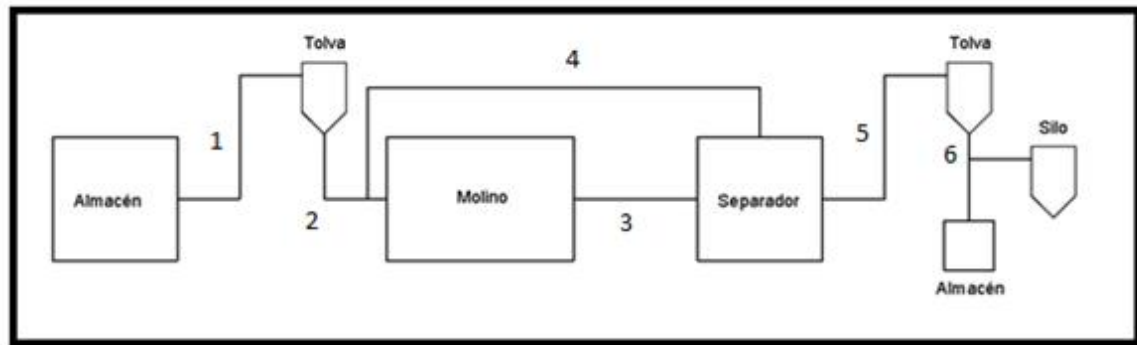 Tolva
4
Tolva
1
5
Silo
6
Almacén
Molino
Separador
2
3
Almacén